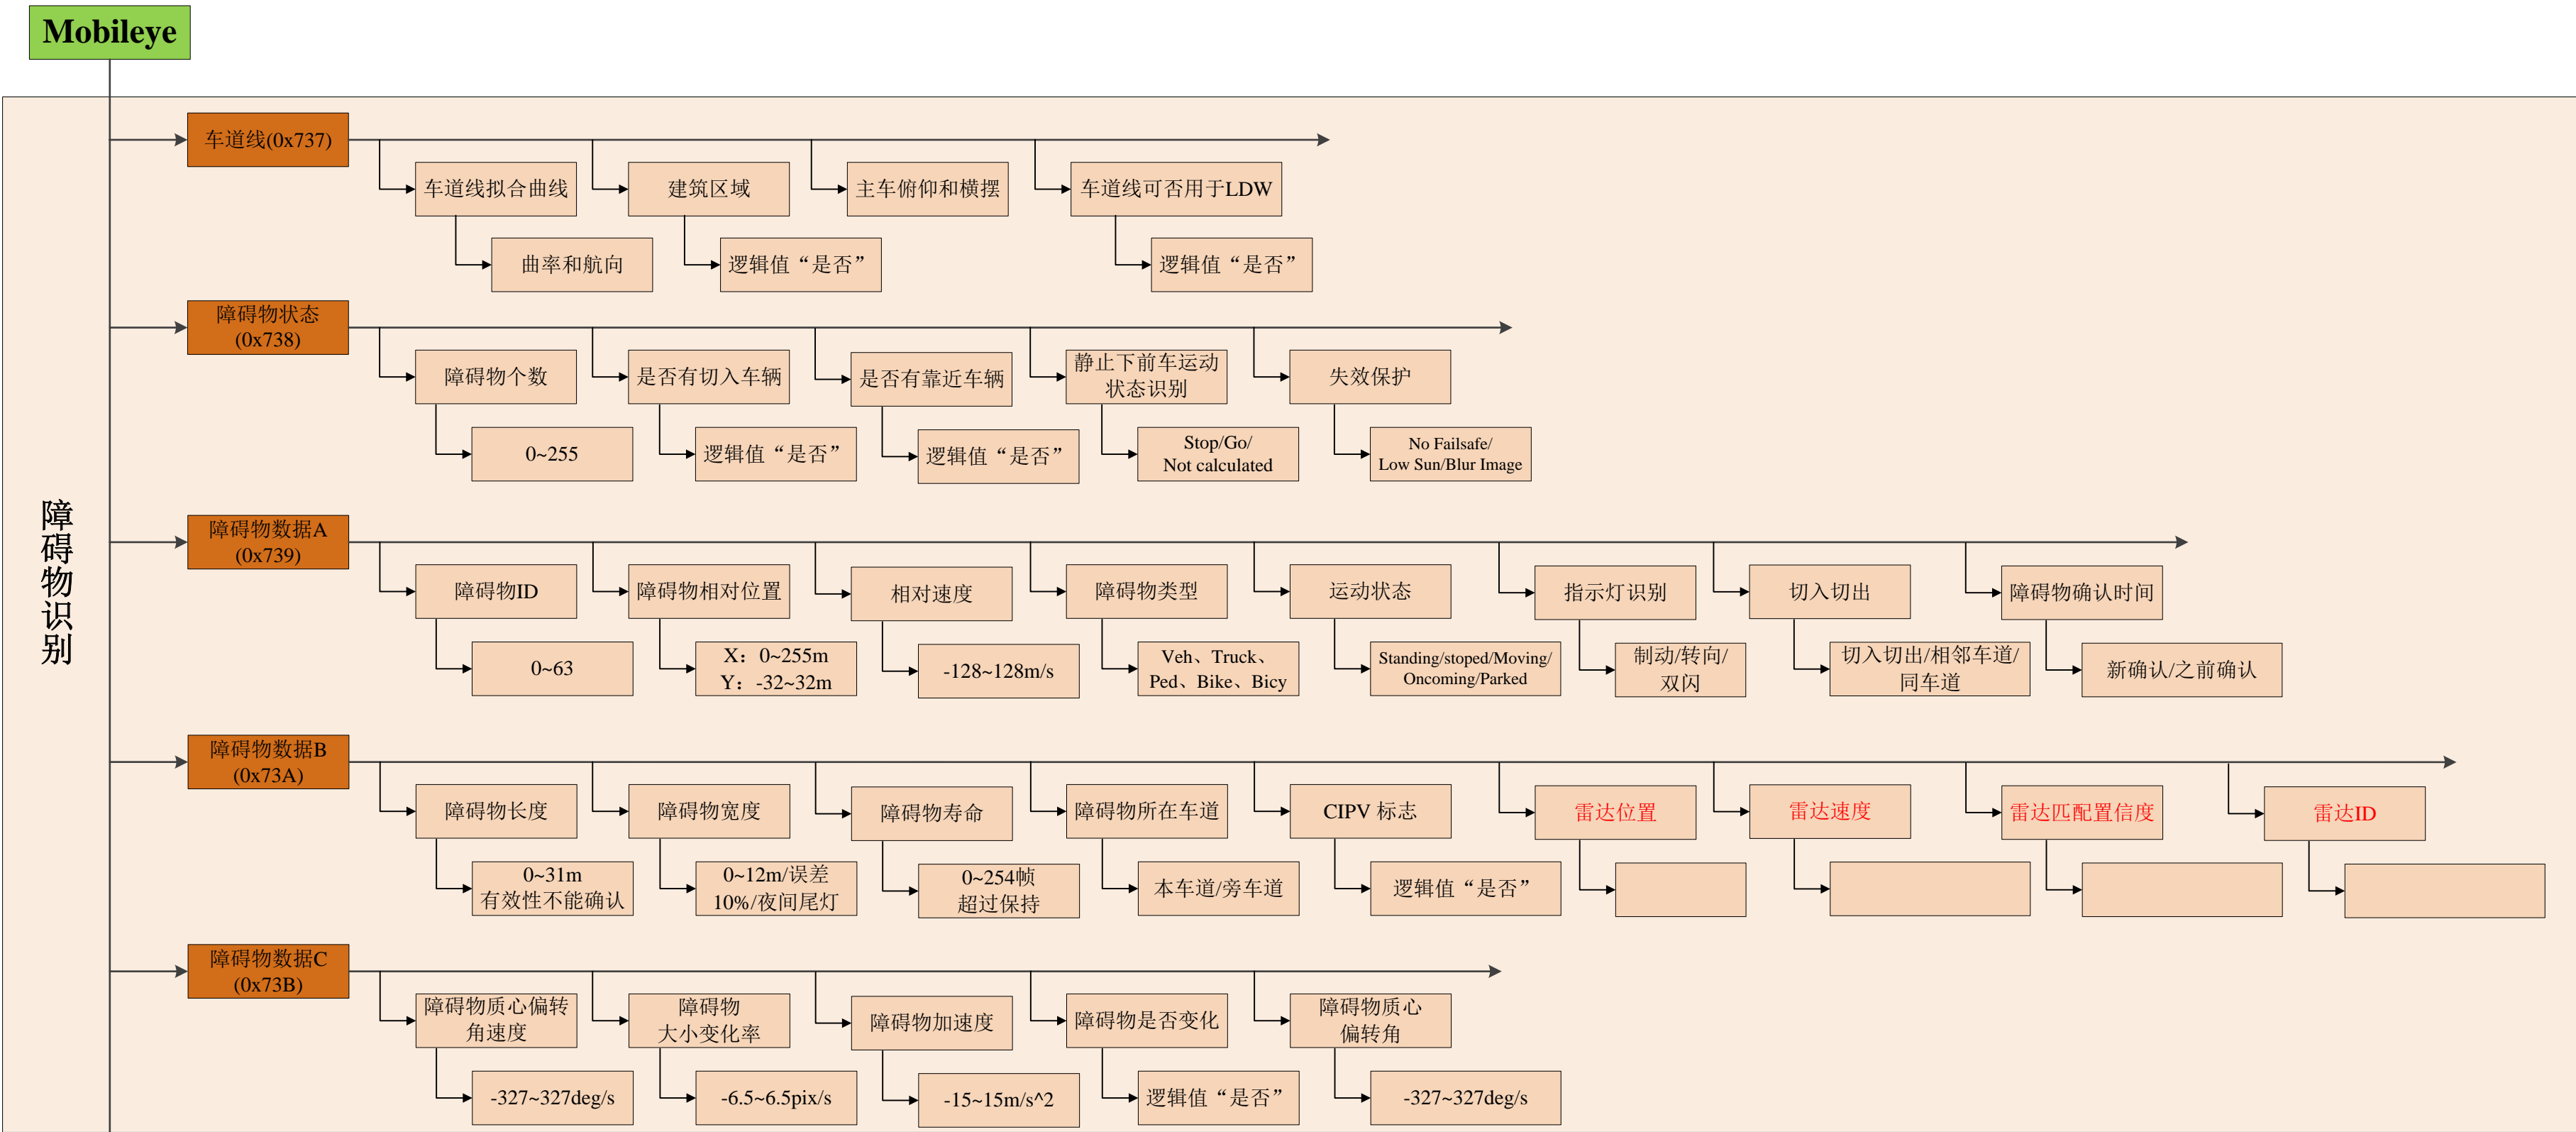 Mobileye
障碍物识别
车道线(0x737)
车道线拟合曲线
建筑区域
主车俯仰和横摆
车道线可否用于LDW
曲率和航向
逻辑值“是否”
逻辑值“是否”
障碍物状态
(0x738)
障碍物个数
是否有切入车辆
是否有靠近车辆
静止下前车运动
状态识别
失效保护
0~255
逻辑值“是否”
逻辑值“是否”
Stop/Go/
Not calculated
No Failsafe/
Low Sun/Blur Image
障碍物数据A
(0x739)
障碍物ID
障碍物相对位置
相对速度
障碍物类型
运动状态
指示灯识别
切入切出
障碍物确认时间
0~63
X：0~255m
Y：-32~32m
-128~128m/s
Veh、Truck、
Ped、Bike、Bicy
Standing/stoped/Moving/
Oncoming/Parked
制动/转向/
双闪
切入切出/相邻车道/
同车道
新确认/之前确认
障碍物数据B
(0x73A)
障碍物长度
障碍物宽度
障碍物寿命
障碍物所在车道
CIPV 标志
雷达位置
雷达速度
雷达匹配置信度
雷达ID
0~31m
有效性不能确认
0~12m/误差
10%/夜间尾灯
0~254帧
超过保持
本车道/旁车道
逻辑值“是否”
障碍物数据C
(0x73B)
障碍物质心偏转
角速度
障碍物
大小变化率
障碍物加速度
障碍物是否变化
障碍物质心
偏转角
-327~327deg/s
-6.5~6.5pix/s
-15~15m/s^2
逻辑值“是否”
-327~327deg/s